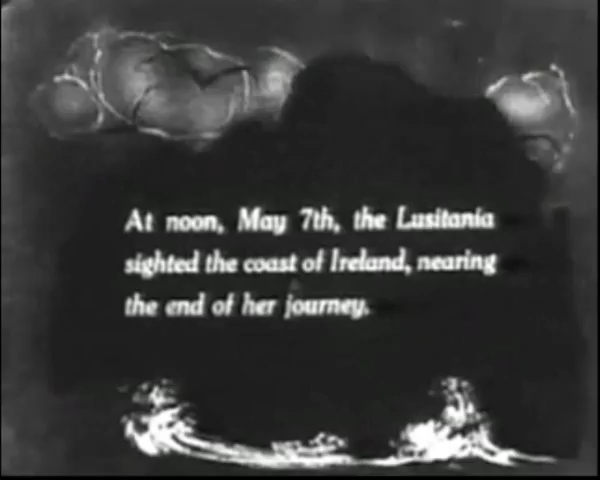 At noon, May 7th, the Lusitania
sighted the coast of Ireland, nearing
the end of her journey.